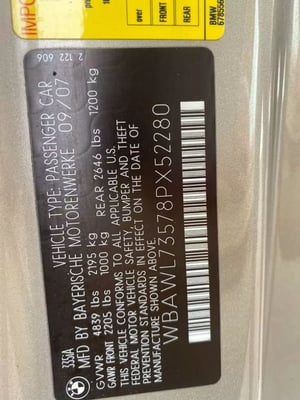 IMPO
over
FRONT
REAR
BMW
2 122 606
VEHICLE TYPE: PASSENGER CAR
MFD BY BAYERISCHE MOTORENWERKE 09/07
GVWR 4839 lbs 2195 kg
GAWR FRONT 2205 lbs 1000 kg REAR 2646 lbs 1200 kg
THIS VEHICLE CONFORMS TO ALL APPLICABLE U.S.
FEDERAL MOTOR VEHICLE SAFETY, BUMPER AND THEFT
PREVENTION STANDARDS IN EFFECT ON THE DATE OF
MANUFACTURE SHOWN ABOVE.
WBAWL73578PX52280